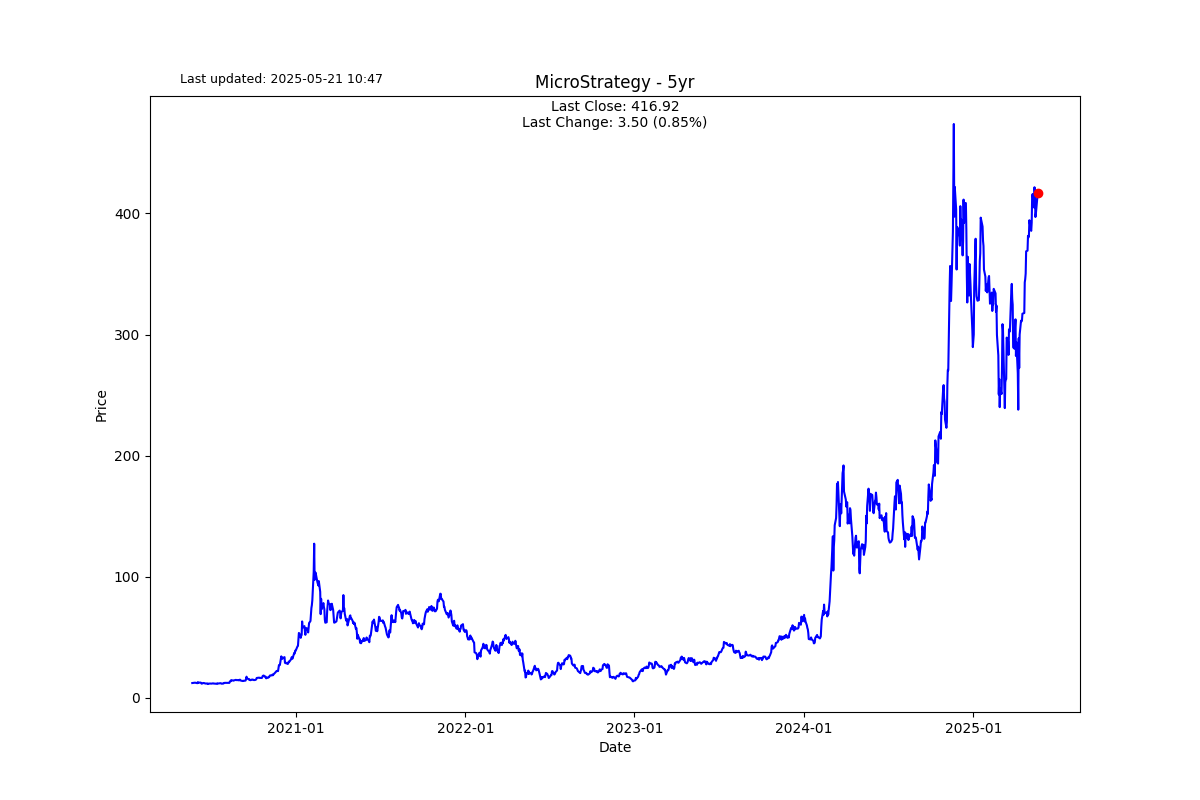 Last updated: 2025-05-21 10:47
MicroStrategy - 5yr
Last Close: 416.92
Last Change: 3.50 (0.85%)
400
300
200
100
0
Price
2021-01
2022-01
2023-01
2024-01
2025-01
Date